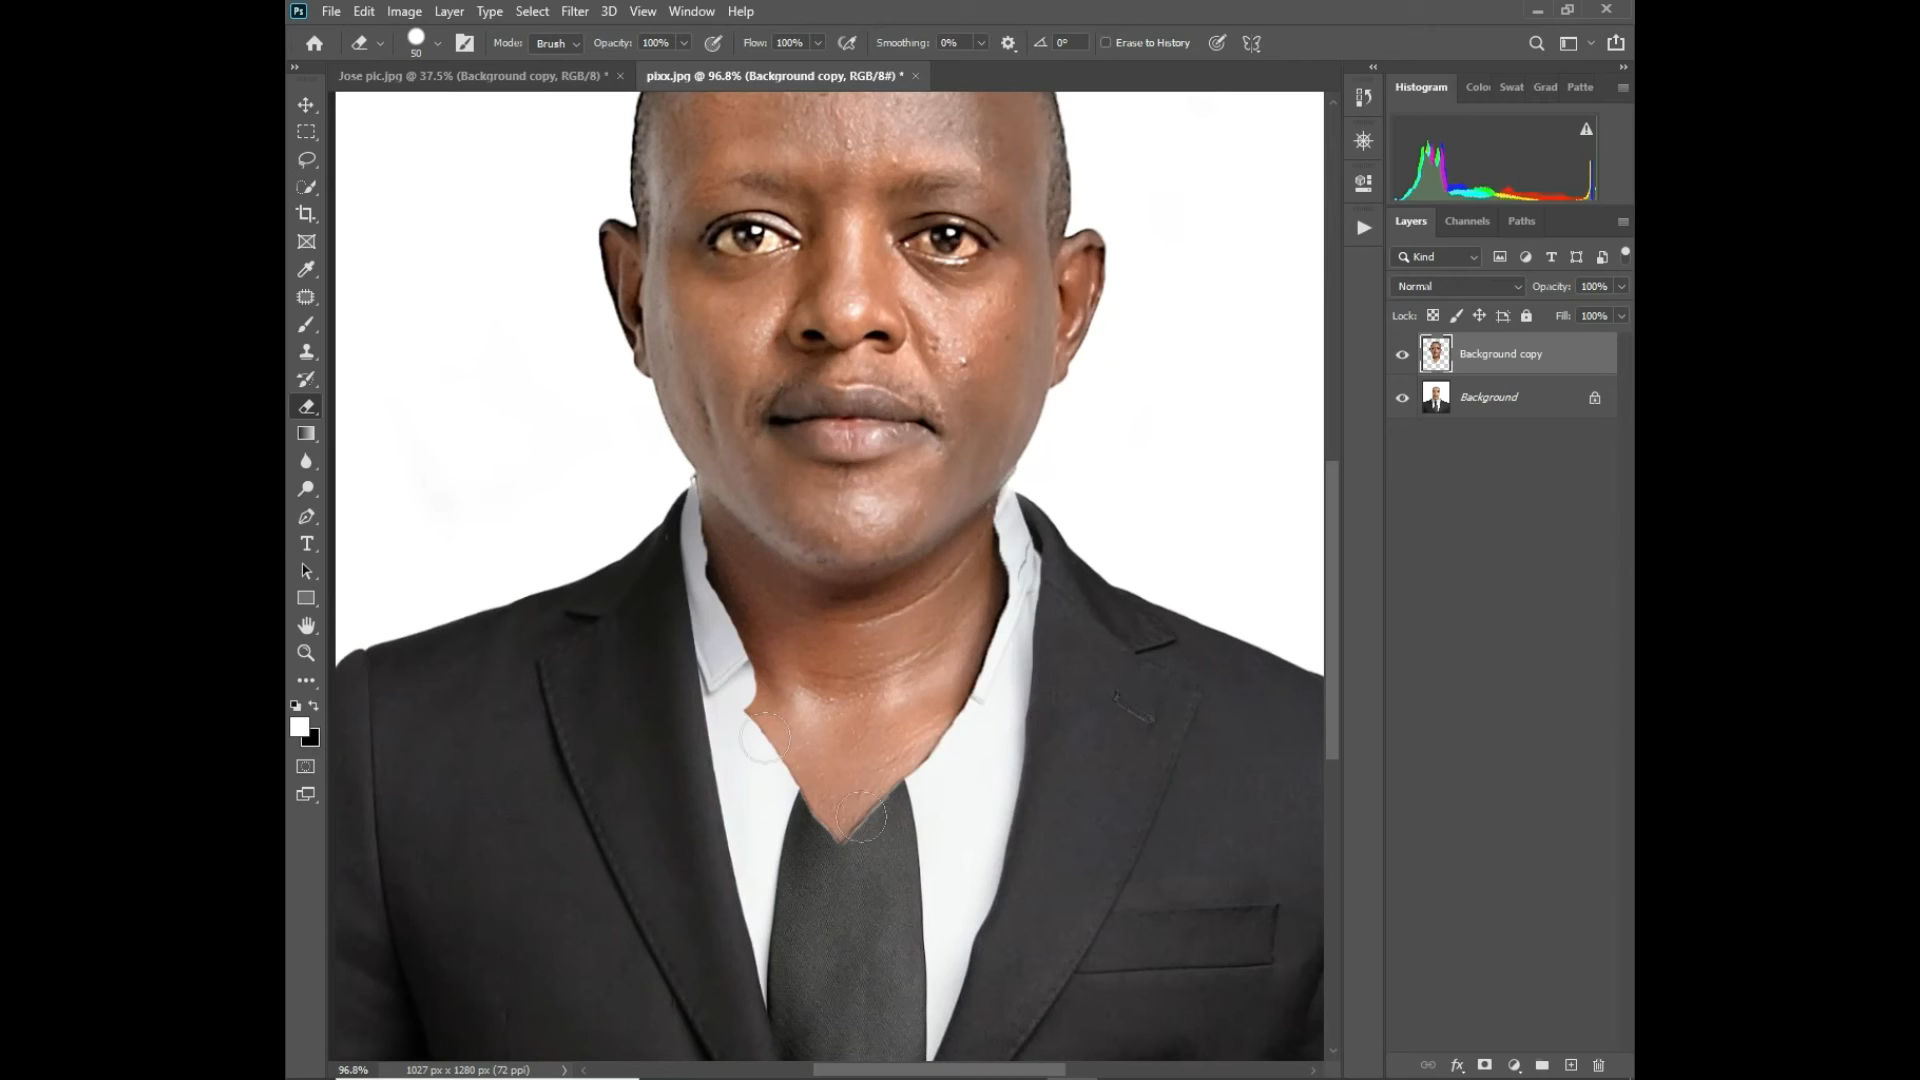 Ps File Edit Image Layer Type Select Filter 3D View Window Help
50 Mode: Brush Opacity: 100% Flow: 100% Smoothing: 0% 0° Erase to History
Jose pic.jpg @ 37.5% (Background copy, RGB/8) * × pixx.jpg @ 96.8% (Background copy, RGB/8#) * ×
Histogram Colo Swat Grad Patte
Layers Channels Paths
Kind
Normal Opacity: 100%
Lock: Fill: 100%
Background copy
Background
96.8% 1027 px x 1280 px (72 ppi)